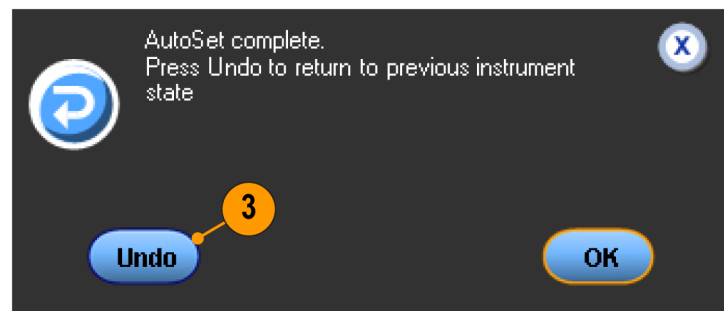 AutoSet complete.
X
Press Undo to return to previous instrument
state
3
Undo
OK